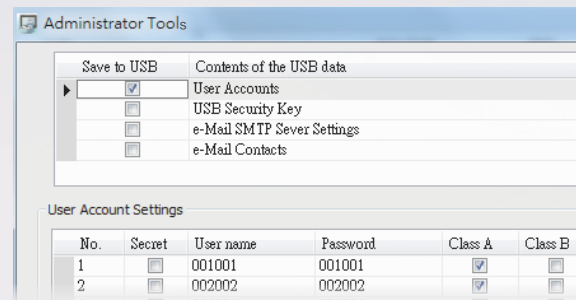 Administrator Tools
Save to USB Contents of the USB data
User Accounts
USB Security Key
e-Mail SMTP Sever Settings
e-Mail Contacts
User Account Settings
No. Secret User name Password Class A Class B
1 001001 001001
2 002002 002002